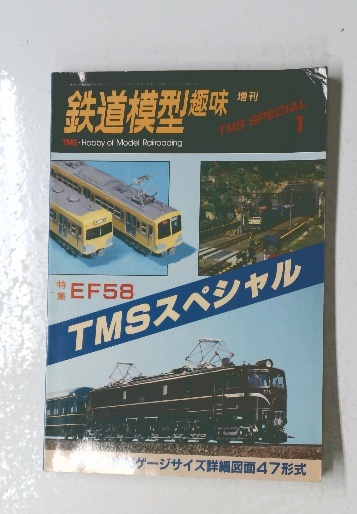 鉄道模型趣味 増刊
TMS SPECIAL
1
TMS・Hobby of Model Railroading
特集 EF58
TMSスペシャル
ゲージサイズ詳細図面47形式